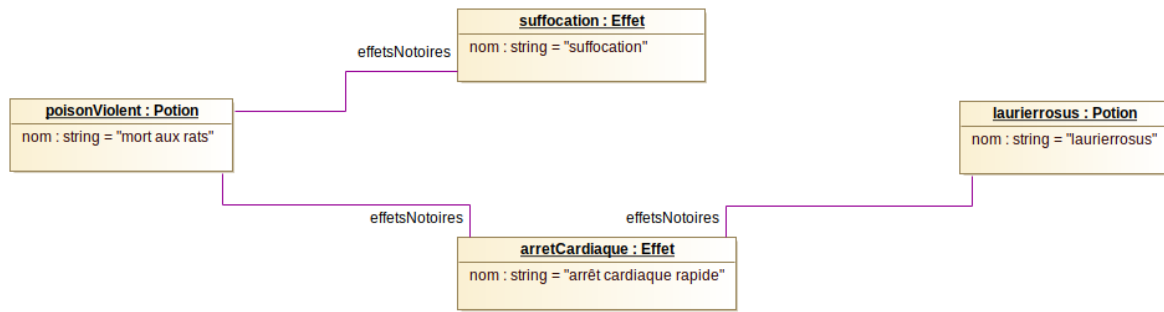 suffocation : Effet
nom : string = "suffocation"
effetsNotoires
poisonViolent : Potion
nom : string = "mort aux rats"
laurierrosus : Potion
nom : string = "laurierrosus"
effetsNotoires
effetsNotoires
arretCardiaque : Effet
nom : string = "arrêt cardiaque rapide"